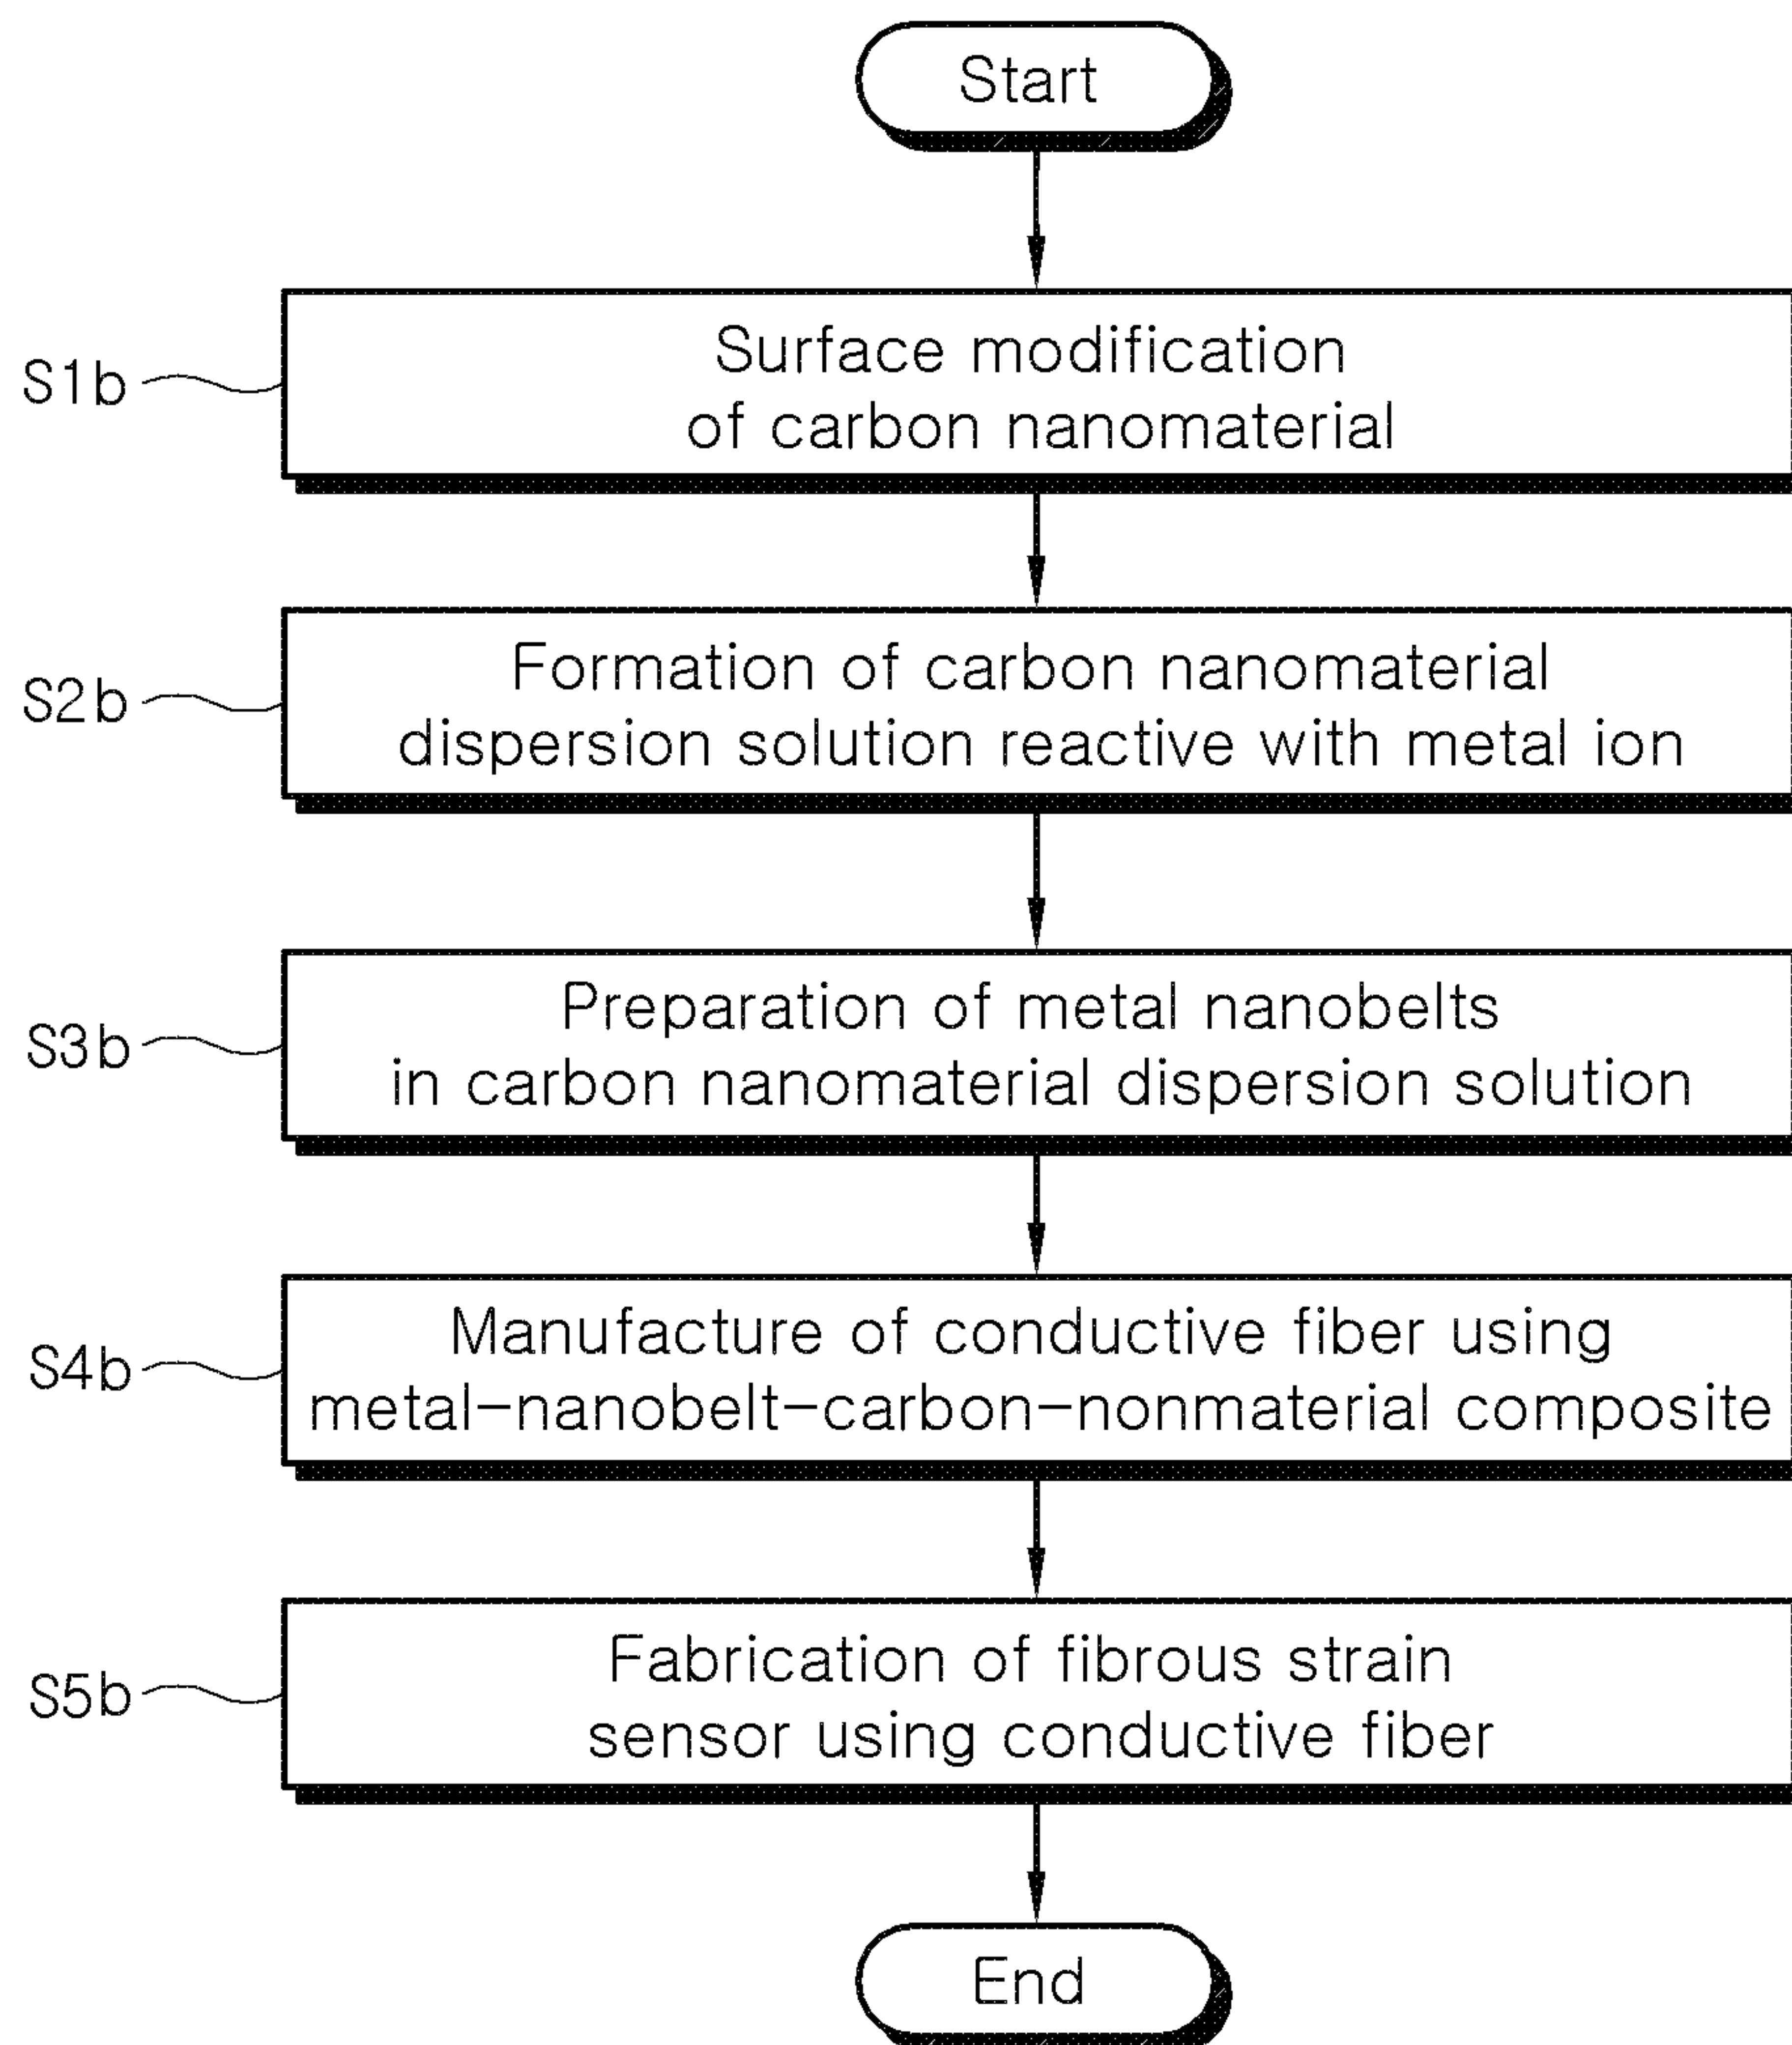 Start
S1b
Surface modification
of carbon nanomaterial
S2b
Formation of carbon nanomaterial
dispersion solution reactive with metal ion
S3b
Preparation of metal nanobelts
in carbon nanomaterial dispersion solution
S4b
Manufacture of conductive fiber using
metal-nanobelt-carbon-nonmaterial composite
S5b
Fabrication of fibrous strain
sensor using conductive fiber
End